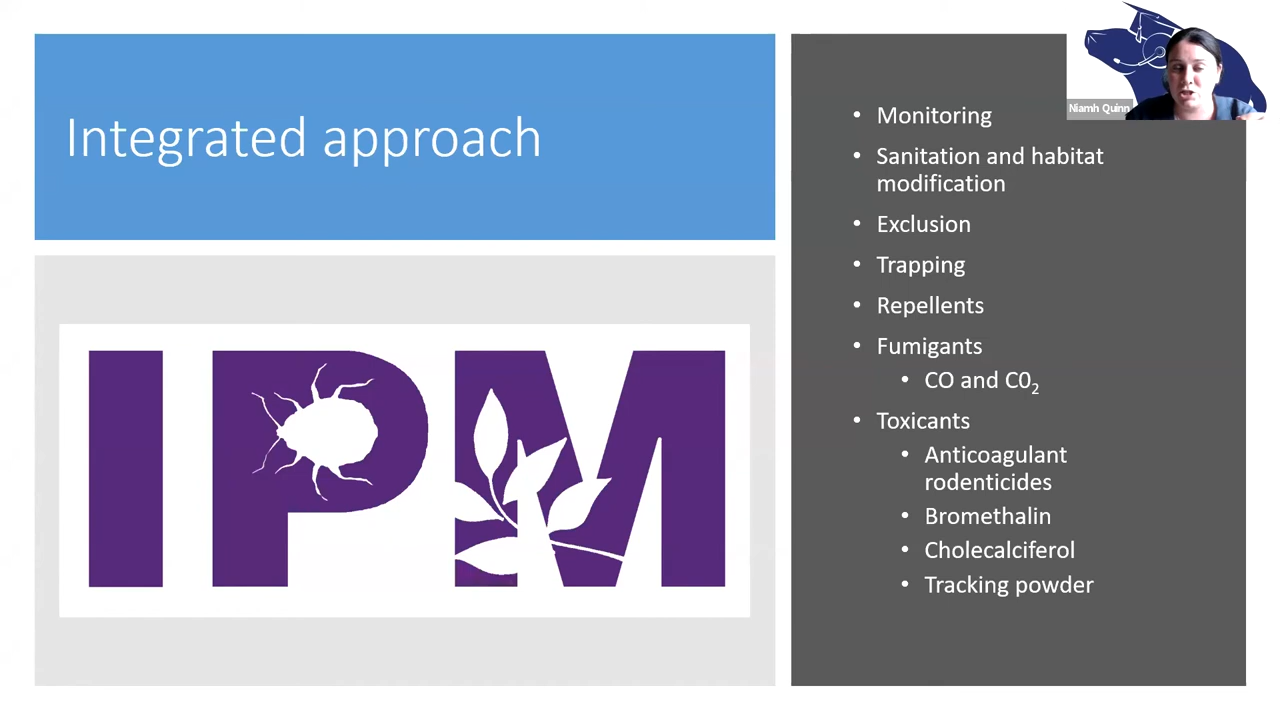 Integrated approach
IPM
Niamh Quinn
• Monitoring
• Sanitation and habitat
modification
• Exclusion
• Trapping
• Repellents
• Fumigants
• CO and C0₂
• Toxicants
• Anticoagulant
rodenticides
• Bromethalin
• Cholecalciferol
• Tracking powder